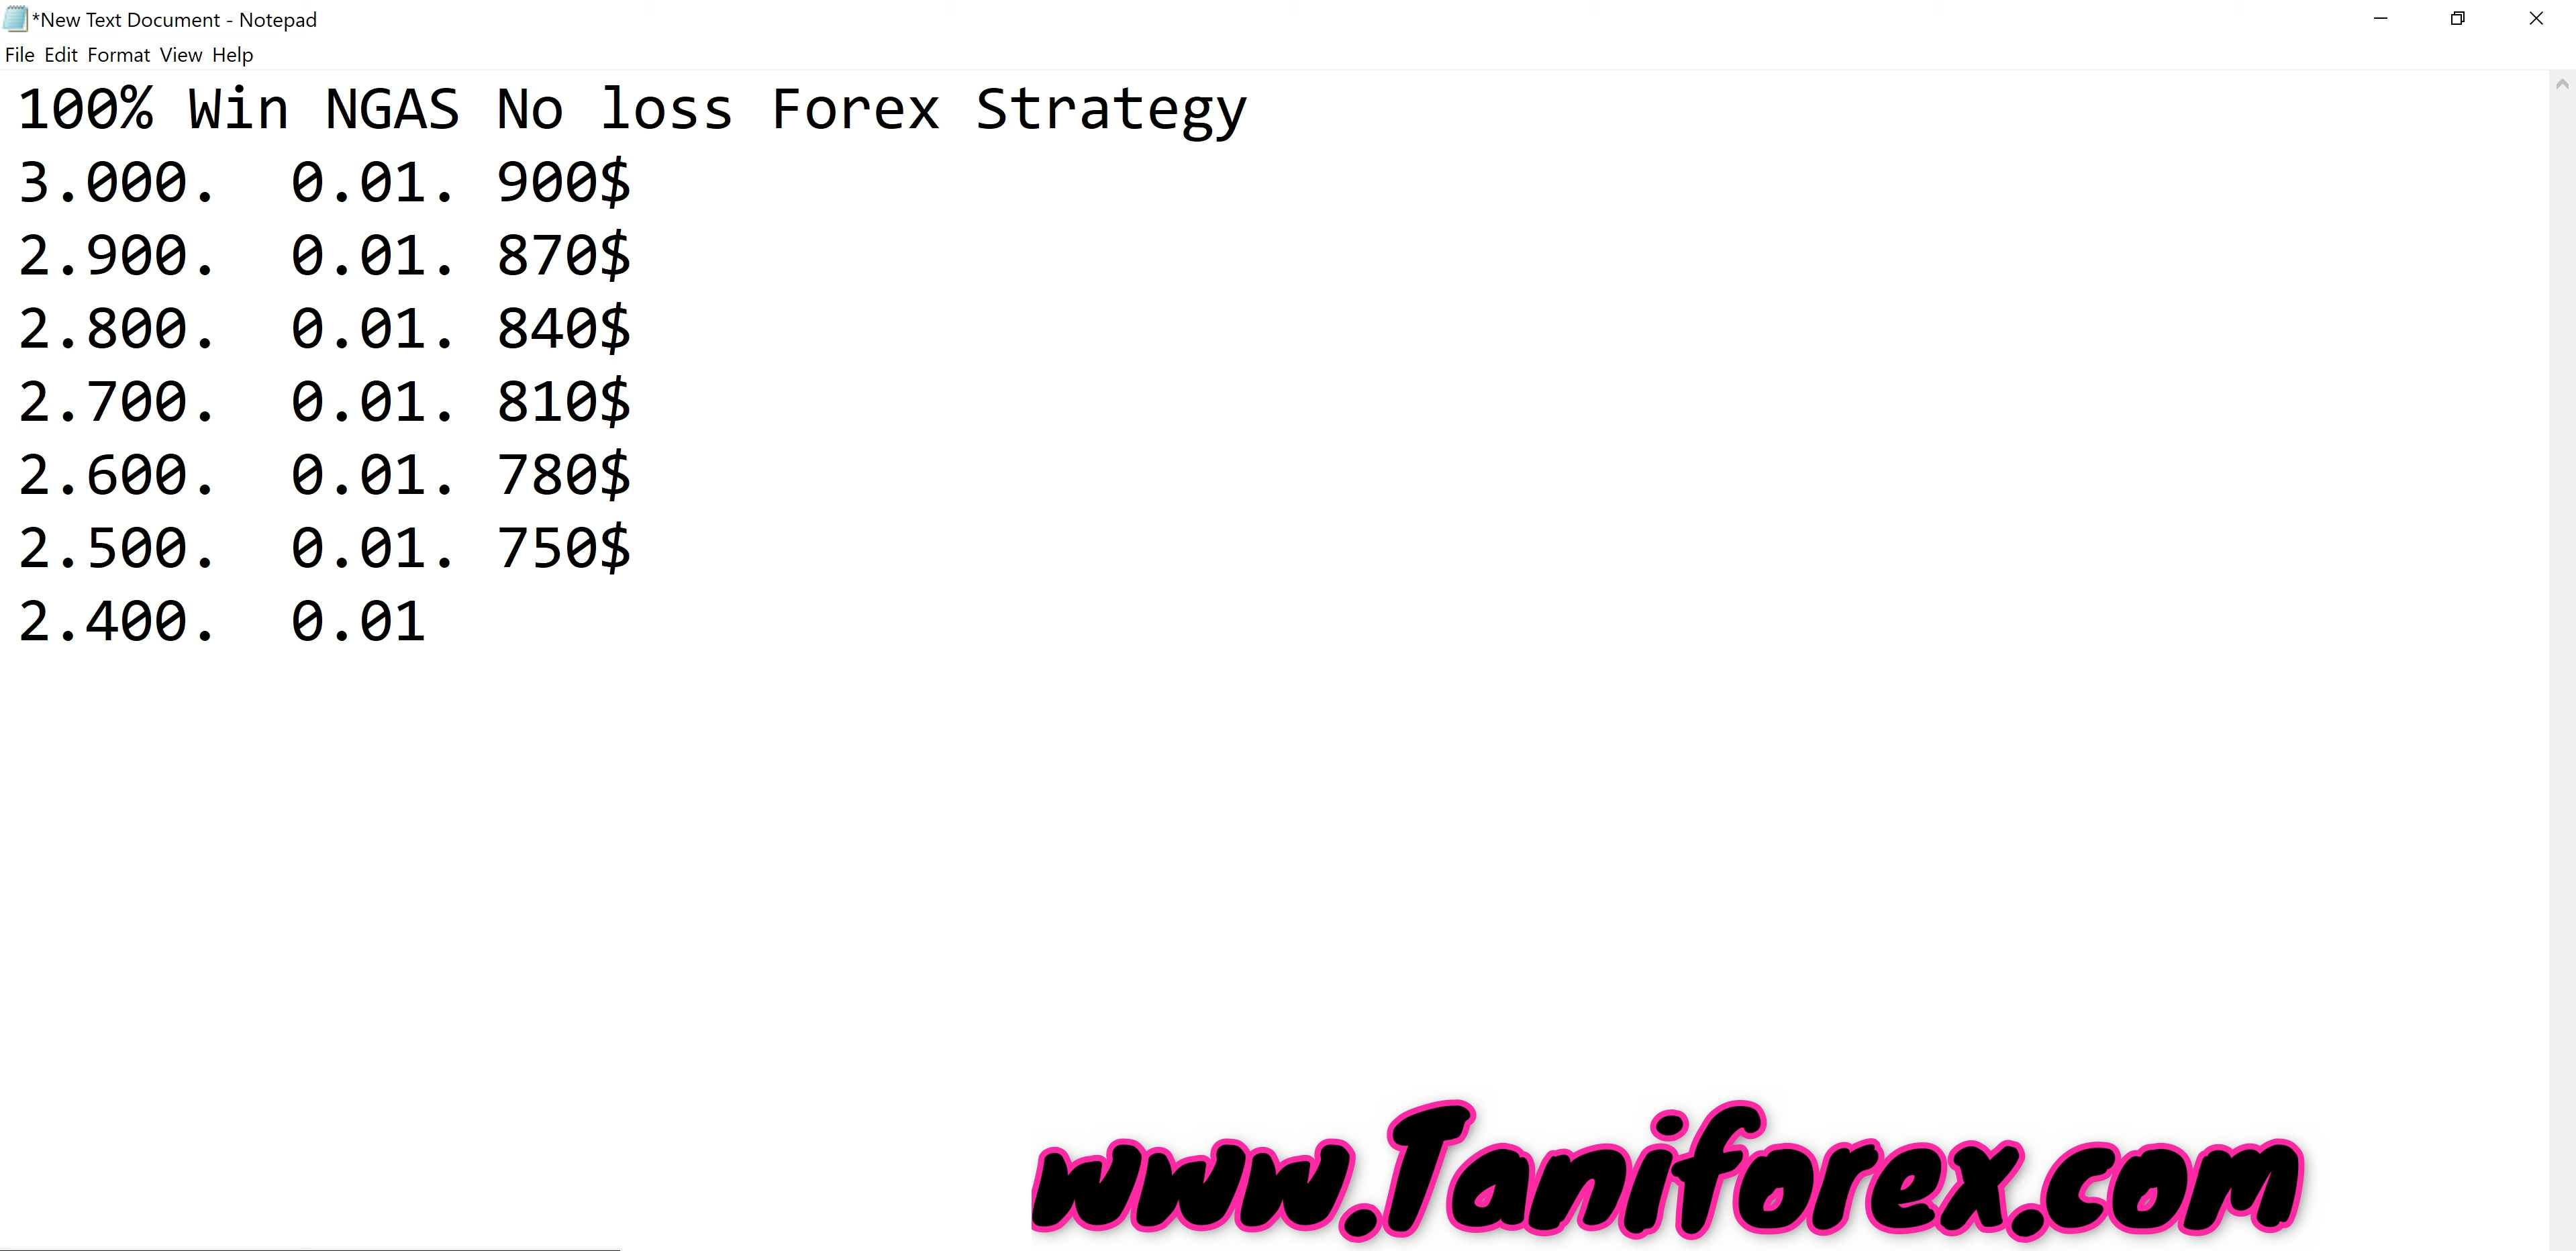 *New Text Document - Notepad
File Edit Format View Help
100% Win NGAS No loss Forex Strategy
3.000.  0.01. 900$
2.900.  0.01. 870$
2.800.  0.01. 840$
2.700.  0.01. 810$
2.600.  0.01. 780$
2.500.  0.01. 750$
2.400.  0.01
www.Taniforex.com